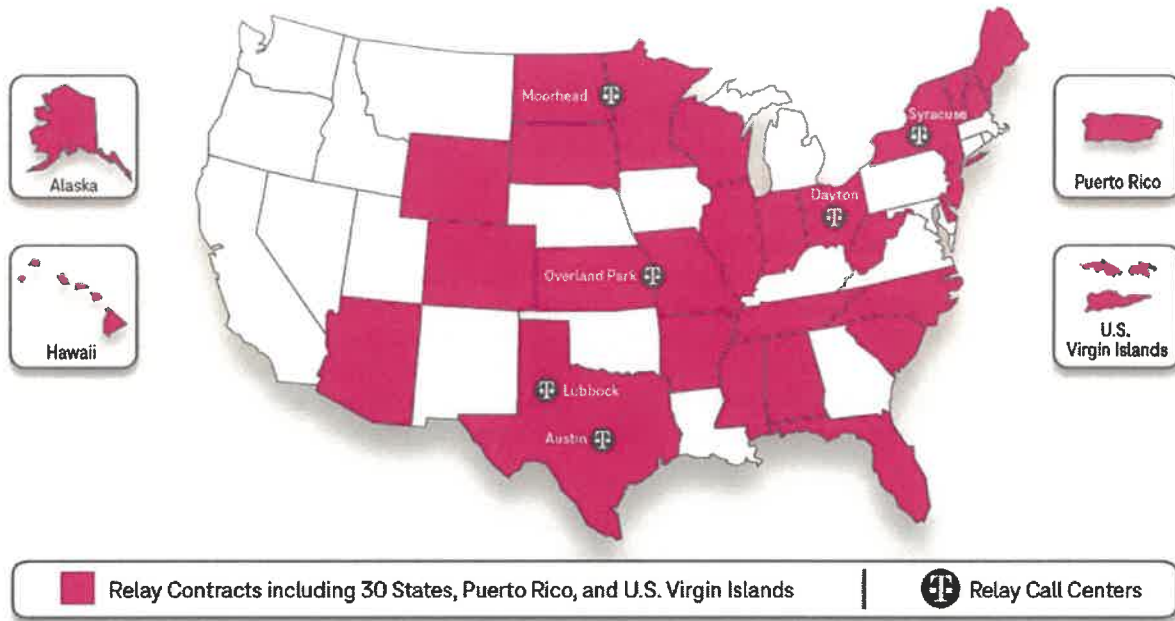 Moorhead
Syracuse
Alaska
Puerto Rico
Dayton
Overland Park
Hawaii
U.S.
Virgin Islands
Lubbock
Austin
Relay Contracts including 30 States, Puerto Rico, and U.S. Virgin Islands
Relay Call Centers